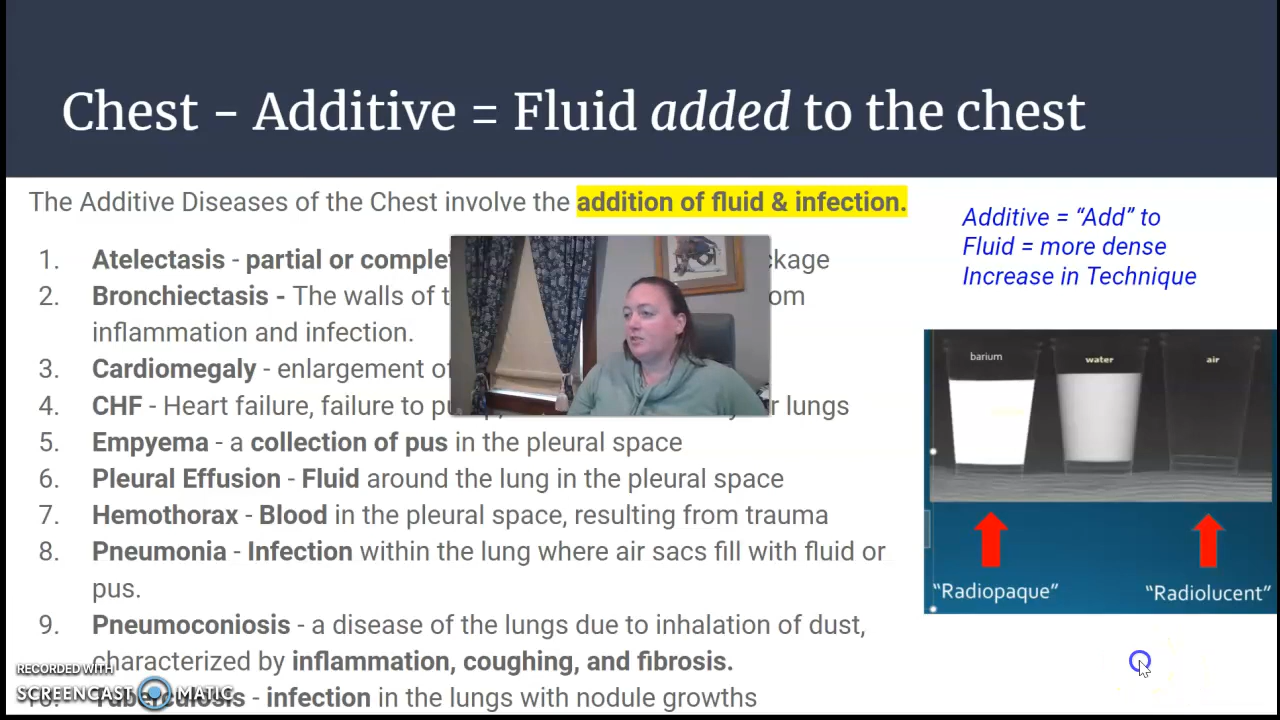 Chest - Additive = Fluid added to the chest
The Additive Diseases of the Chest involve the addition of fluid & infection.
Additive = “Add” to
Fluid = more dense
Increase in Technique
1. Atelectasis - partial or complet ckage
2. Bronchiectasis - The walls of t om
inflammation and infection.
3. Cardiomegaly - enlargement of
4. CHF - Heart failure, failure to lungs
5. Empyema - a collection of pus in the pleural space
6. Pleural Effusion - Fluid around the lung in the pleural space
7. Hemothorax - Blood in the pleural space, resulting from trauma
8. Pneumonia - Infection within the lung where air sacs fill with fluid or
pus.
9. Pneumoconiosis - a disease of the lungs due to inhalation of dust,
characterized by inflammation, coughing, and fibrosis.
10. Tuberculosis - infection in the lungs with nodule growths
barium water air
“Radiopaque” “Radiolucent”
RECORDED WITH
SCREENCAST MATIC